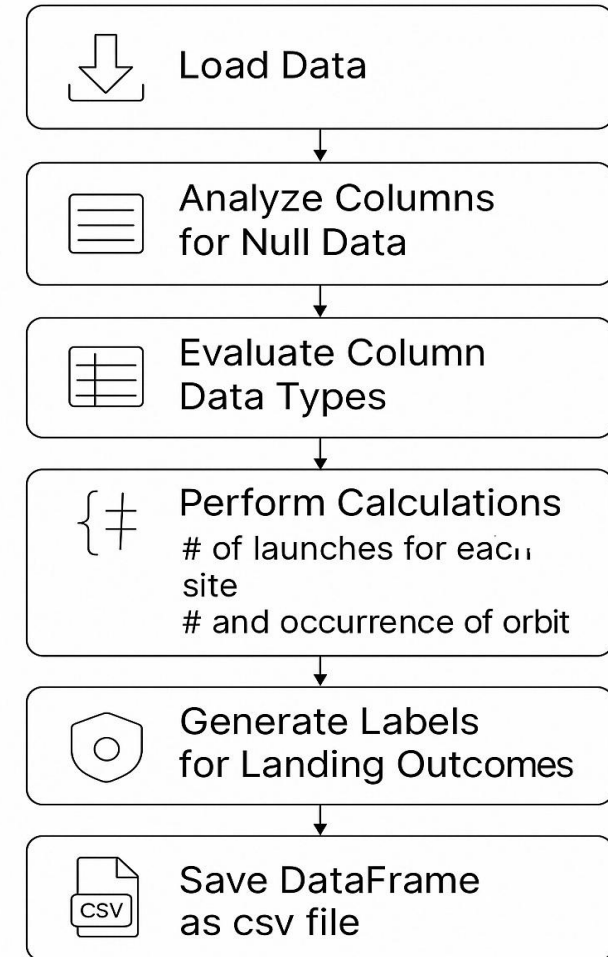 Load Data
Analyze Columns
for Null Data
Evaluate Column
Data Types
{#
Perform Calculations
# of launches for
site
# and occurrence of orbit
Generate Labels
for Landing Outcomes
CSV
Save DataFrame
as csv file